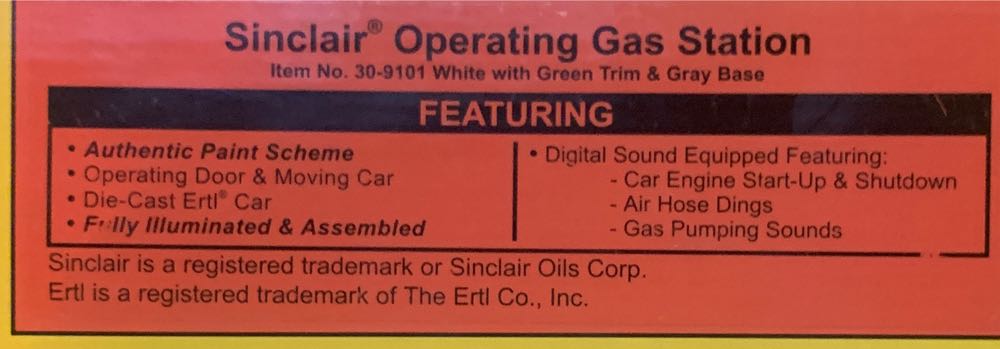 Sinclair® Operating Gas Station
Item No. 30-9101 White with Green Trim & Gray Base
FEATURING
• Authentic Paint Scheme
• Operating Door & Moving Car
• Die-Cast Ertl® Car
• Fully Illuminated & Assembled
• Digital Sound Equipped Featuring:
- Car Engine Start-Up & Shutdown
- Air Hose Dings
- Gas Pumping Sounds
Sinclair is a registered trademark or Sinclair Oils Corp.
Ertl is a registered trademark of The Ertl Co., Inc.